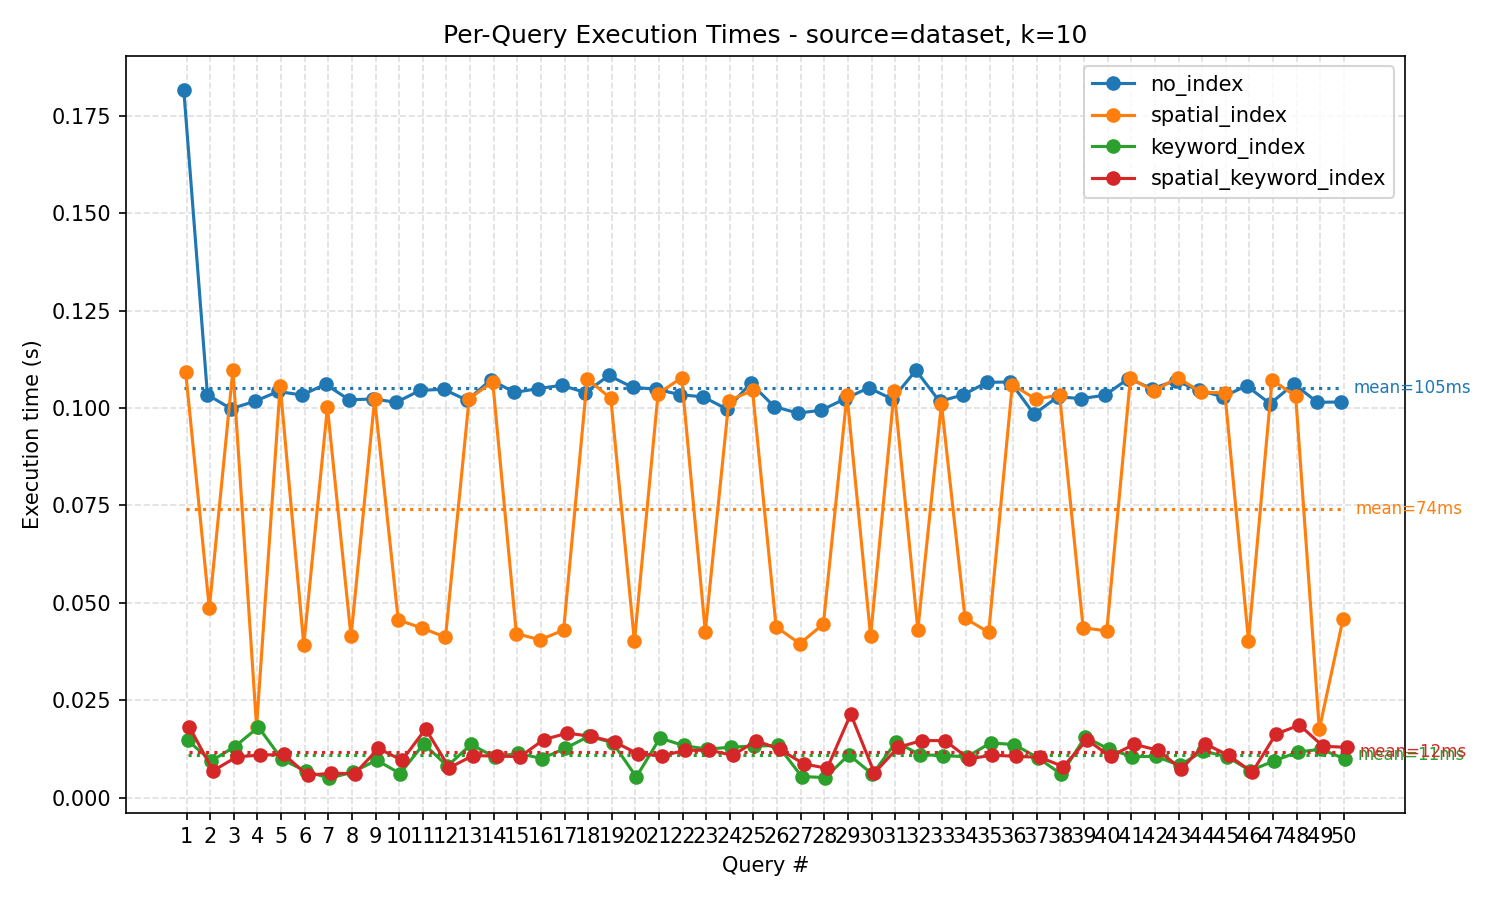 Per-Query Execution Times - source=dataset, k=10
no_index
spatial_index
keyword_index
spatial_keyword_index
Execution time (s)
0.175
0.150
0.125
0.100
0.075
0.050
0.025
0.000
mean=105ms
mean=74ms
mean=12ms
mean=11ms
1 2 3 4 5 6 7 8 9 10 11 12 13 14 15 16 17 18 19 20 21 22 23 24 25 26 27 28 29 30 31 32 33 34 35 36 37 38 39 40 41 42 43 44 45 46 47 48 49 50
Query #